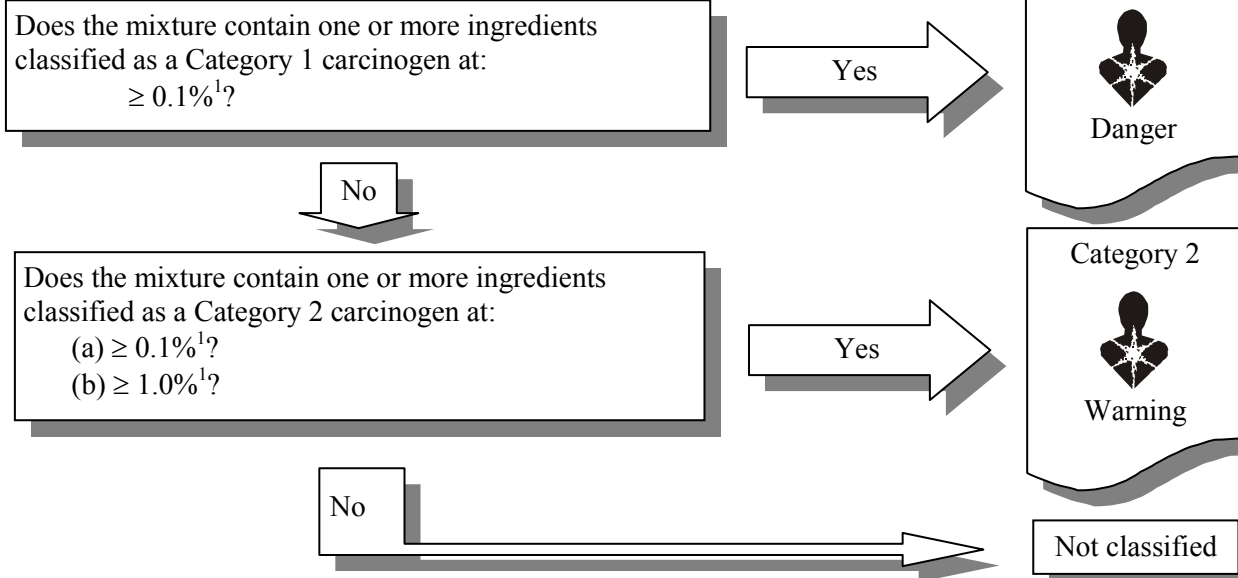 Does the mixture contain one or more ingredients
classified as a Category 1 carcinogen at:
≥ 0.1%¹?
Yes
Danger
No
Does the mixture contain one or more ingredients
classified as a Category 2 carcinogen at:
(a) ≥ 0.1%¹?
(b) ≥ 1.0%¹?
Yes
Category 2
Warning
No
Not classified